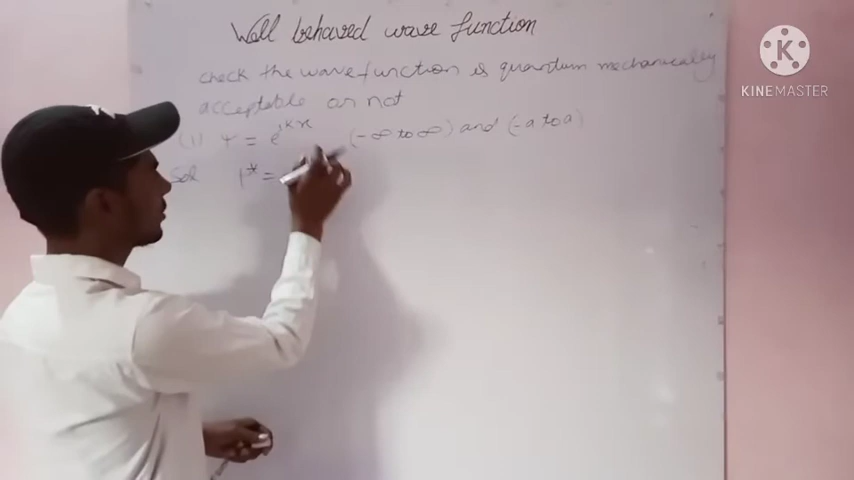 Well behaved wave function
check the wavefunction is quantum mechanically
acceptable or not
(1) ψ = e^ikx (-∞ to ∞) and (-a to a)
Sol ψ* =
KINEMASTER